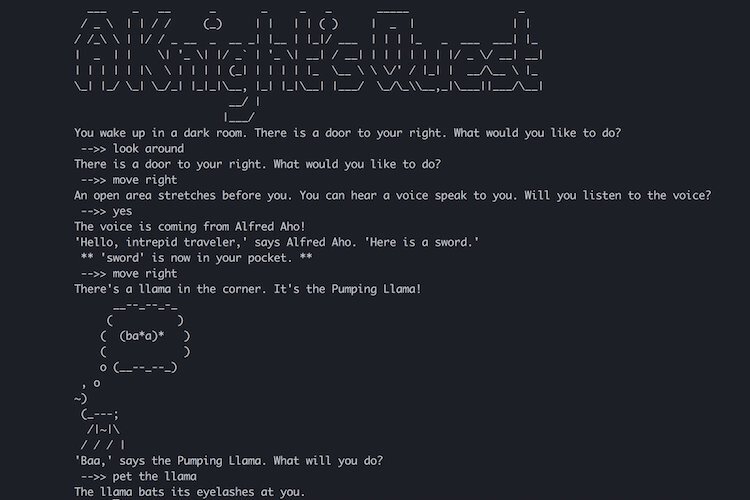 A Knight's Quest
You wake up in a dark room. There is a door to your right. What would you like to do?
-->> look around
There is a door to your right. What would you like to do?
-->> move right
An open area stretches before you. You can hear a voice speak to you. Will you listen to the voice?
-->> yes
The voice is coming from Alfred Aho!
'Hello, intrepid traveler,' says Alfred Aho. 'Here is a sword.'
** 'sword' is now in your pocket. **
-->> move right
There's a llama in the corner. It's the Pumping Llama!
(ba*a)*
'Baa,' says the Pumping Llama. What will you do?
-->> pet the llama
The llama bats its eyelashes at you.